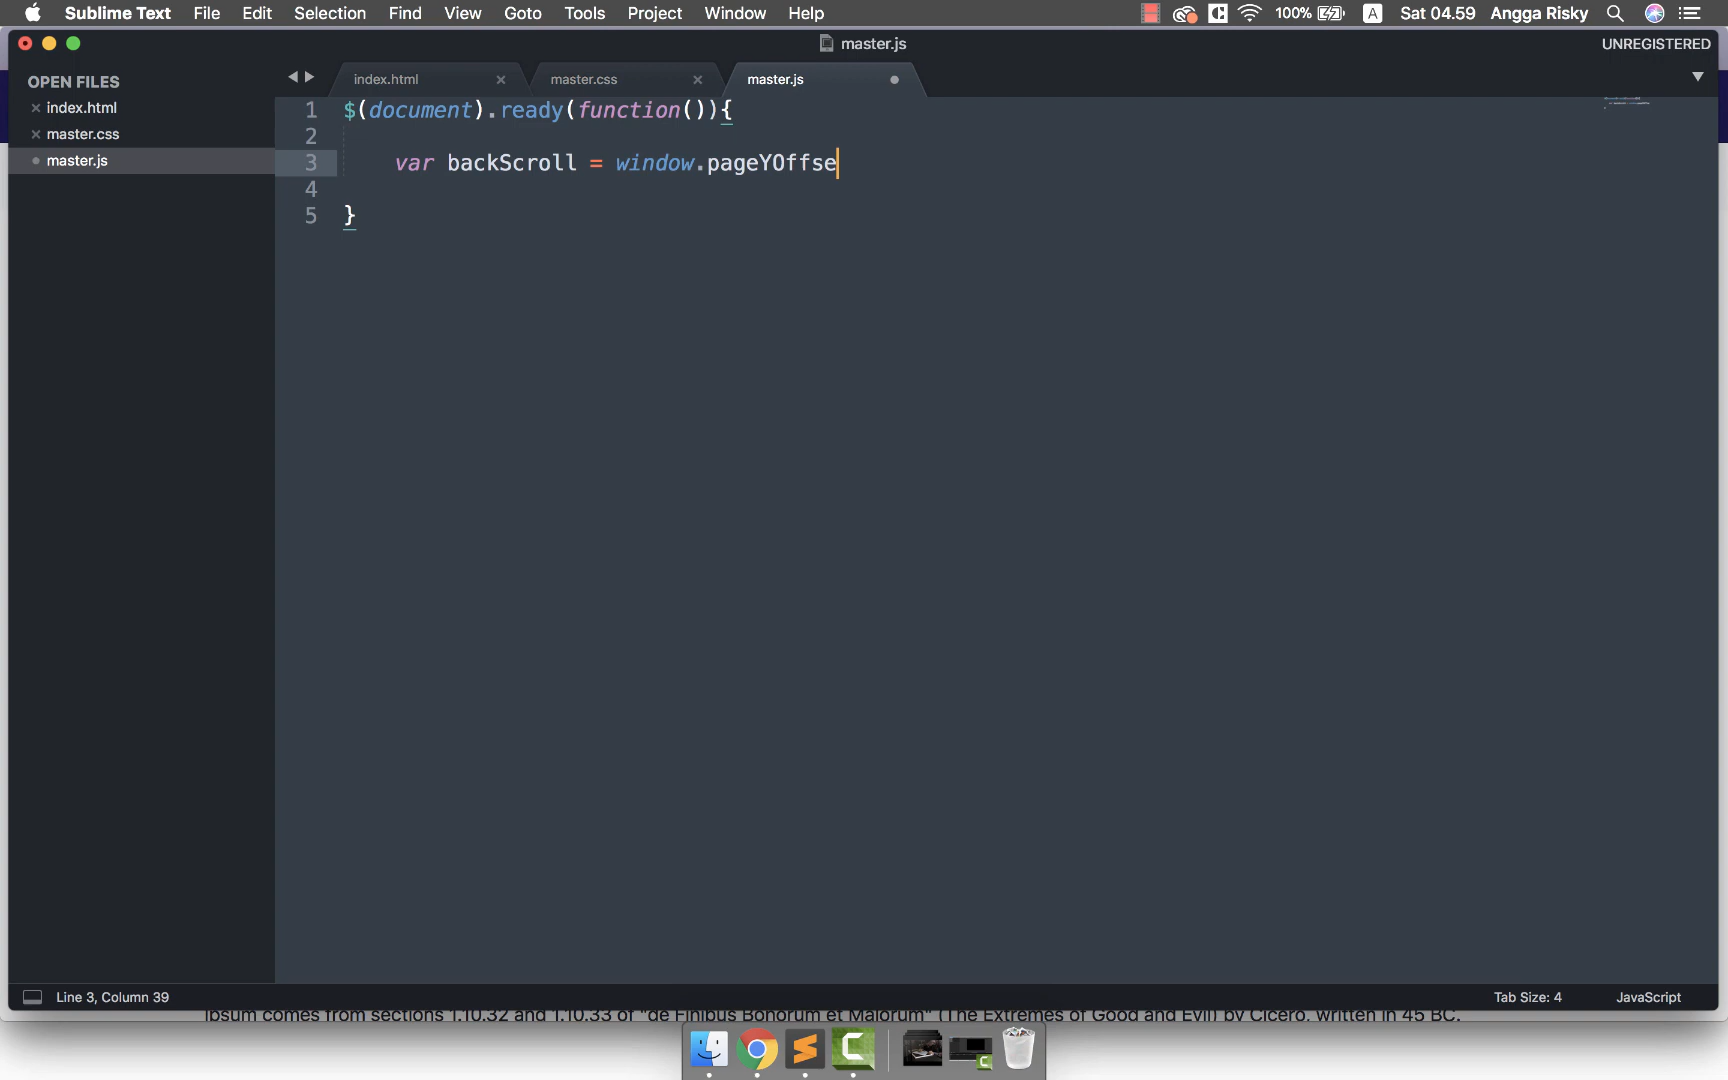 Sublime Text File Edit Selection Find View Goto Tools Project Window Help 100% A Sat 04.59 Angga Risky
master.js UNREGISTERED
OPEN FILES
index.html
master.css
master.js
index.html master.css master.js
1 $(document).ready(function()){
2
3 var backScroll = window.pageYOffse
4
5 }
Line 3, Column 39 Tab Size: 4 JavaScript
Ipsum comes from sections 1.10.32 and 1.10.33 of "de Finibus Bonorum et Malorum" (The Extremes of Good and Evil) by Cicero, written in 45 BC.